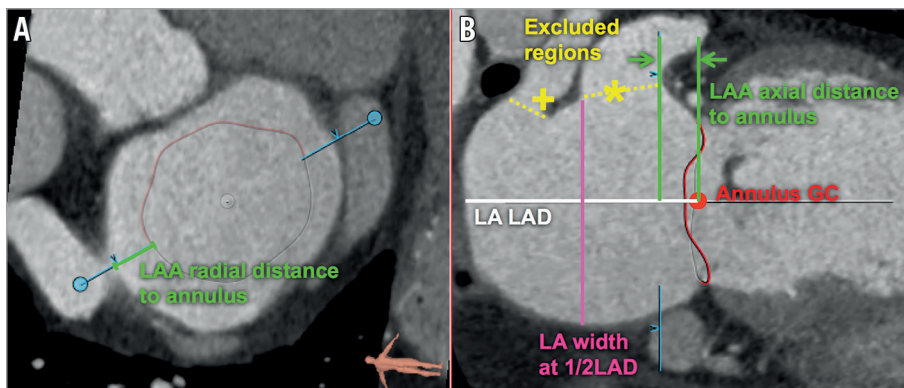 A
LAA radial distance
to annulus
B
Excluded
regions
+
*
LAA axial distance
to annulus
Annulus GC
LA LAD
LA width
at 1/2LAD